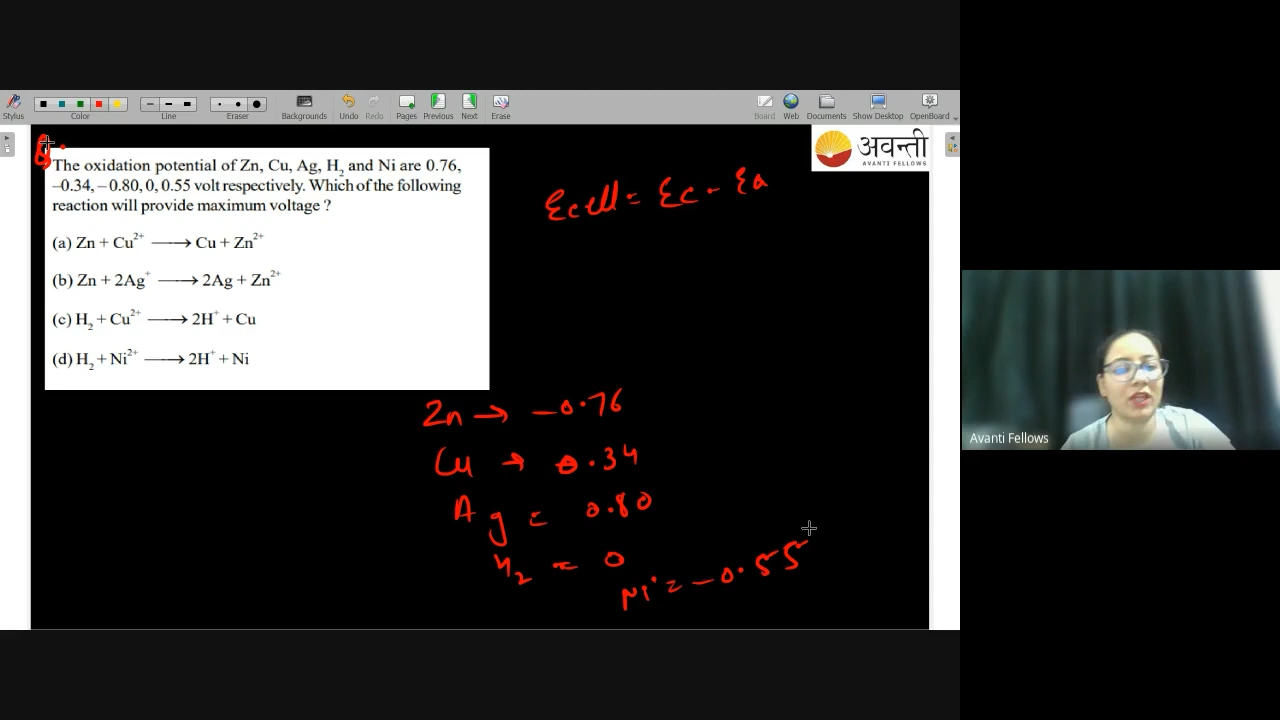 Stylus
Color
Line
Eraser
Backgrounds
Undo
Redo
Pages
Previous
Next
Erase
Board
Web
Documents
Show Desktop
OpenBoard
अवन्ती
AVANTI FELLOWS
The oxidation potential of Zn, Cu, Ag, H₂ and Ni are 0.76,
–0.34, – 0.80, 0, 0.55 volt respectively. Which of the following
reaction will provide maximum voltage ?
(a) Zn + Cu²⁺ ⟶ Cu + Zn²⁺
(b) Zn + 2Ag⁺ ⟶ 2Ag + Zn²⁺
(c) H₂ + Cu²⁺ ⟶ 2H⁺ + Cu
(d) H₂ + Ni²⁺ ⟶ 2H⁺ + Ni
Ecell = Ec - Ea
Zn → -0.76
Cu → 0.34
Ag = 0.80
H₂ = 0
Ni = -0.55
Avanti Fellows